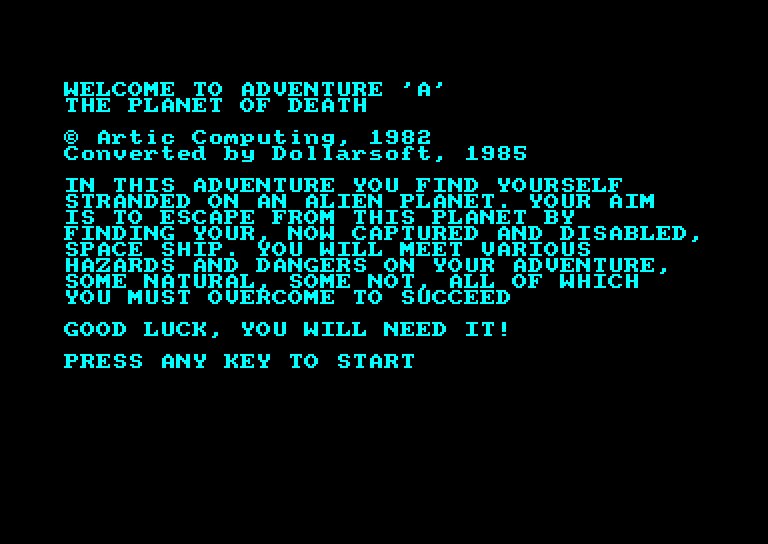 WELCOME TO ADVENTURE 'A'
THE PLANET OF DEATH
© Artic Computing, 1982
Converted by Dollarsoft, 1985
IN THIS ADVENTURE YOU FIND YOURSELF
STRANDED ON AN ALIEN PLANET. YOUR AIM
IS TO ESCAPE FROM THIS PLANET BY
FINDING YOUR, NOW CAPTURED AND DISABLED,
SPACE SHIP. YOU WILL MEET VARIOUS
HAZARDS AND DANGERS ON YOUR ADVENTURE,
SOME NATURAL, SOME NOT, ALL OF WHICH
YOU MUST OVERCOME TO SUCCEED
GOOD LUCK, YOU WILL NEED IT!
PRESS ANY KEY TO START